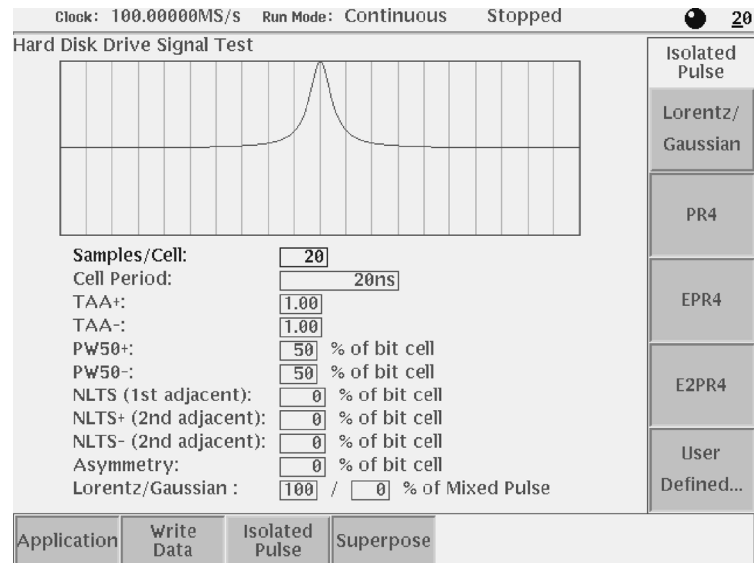 Clock: 100.00000MS/s Run Mode: Continuous Stopped 20
Hard Disk Drive Signal Test
Samples/Cell: 20
Cell Period: 20ns
TAA+: 1.00
TAA-: 1.00
PW50+: 50 % of bit cell
PW50-: 50 % of bit cell
NLTS (1st adjacent): 0 % of bit cell
NLTS+ (2nd adjacent): 0 % of bit cell
NLTS- (2nd adjacent): 0 % of bit cell
Asymmetry: 0 % of bit cell
Lorentz/Gaussian : 100 / 0 % of Mixed Pulse
Isolated
Pulse
Lorentz/
Gaussian
PR4
EPR4
E2PR4
User
Defined...
Application
Write
Data
Isolated
Pulse
Superpose